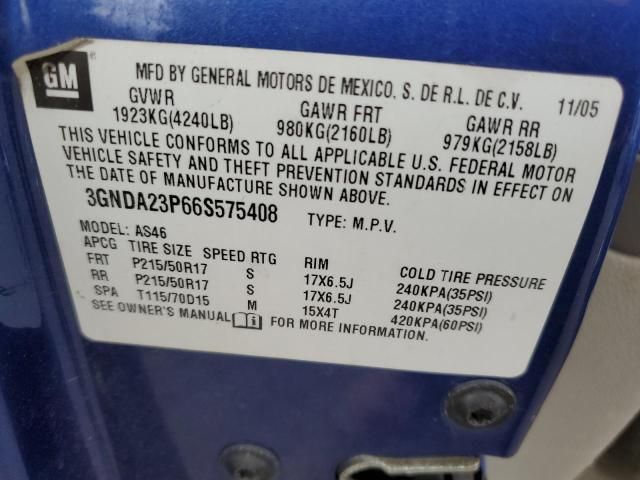 GM
MFD BY GENERAL MOTORS DE MEXICO. S. DE R.L. DE C.V. 11/05
GVWR GAWR FRT GAWR RR
1923KG(4240LB) 980KG(2160LB) 979KG(2158LB)
THIS VEHICLE CONFORMS TO ALL APPLICABLE U.S. FEDERAL MOTOR
VEHICLE SAFETY AND THEFT PREVENTION STANDARDS IN EFFECT ON
THE DATE OF MANUFACTURE SHOWN ABOVE.
3GNDA23P66S575408 TYPE: M.P.V.
MODEL: AS46
APCG TIRE SIZE SPEED RTG RIM COLD TIRE PRESSURE
FRT P215/50R17 S 17X6.5J 240KPA(35PSI)
RR P215/50R17 S 17X6.5J 240KPA(35PSI)
SPA T115/70D15 M 15X4T 420KPA(60PSI)
SEE OWNER'S MANUAL FOR MORE INFORMATION.